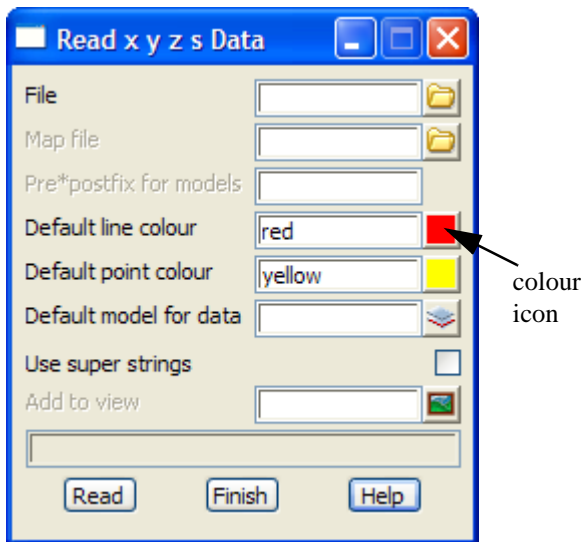 Read x y z s Data
File
Map file
Pre*postfix for models
Default line colour red
Default point colour yellow
Default model for data
Use super strings
Add to view
Read Finish Help
colour
icon